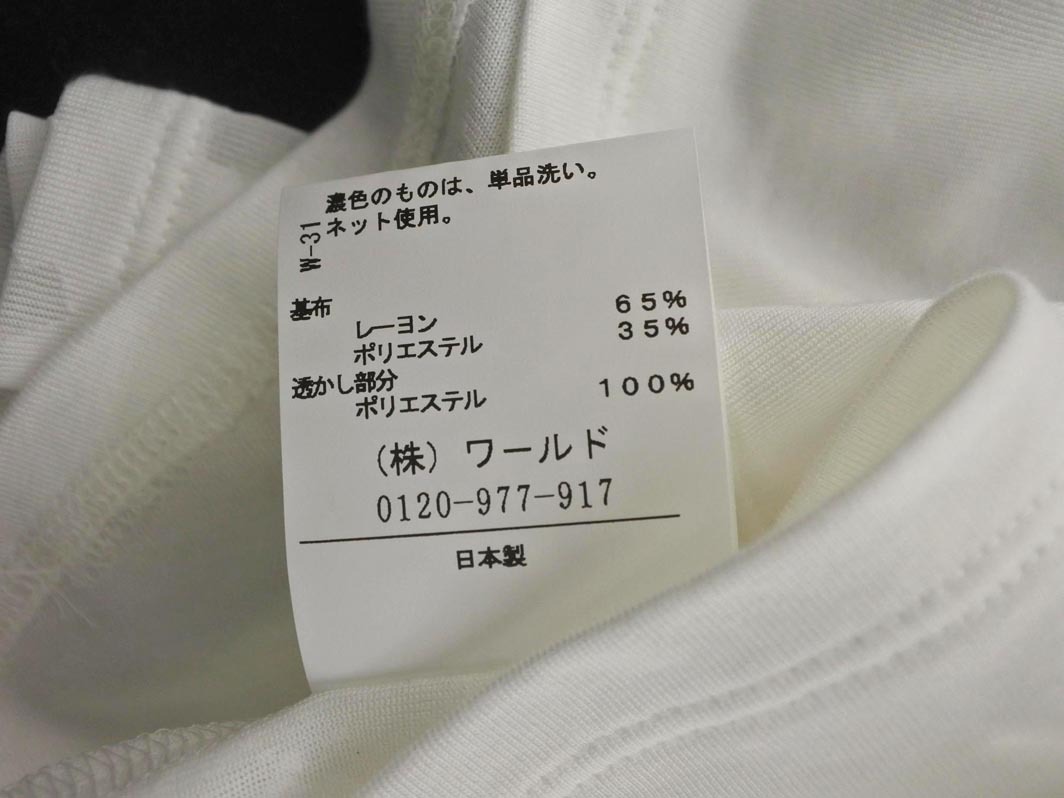 濃色のものは、単品洗い。
ネット使用。
W-31
基布
レーヨン 65%
ポリエステル 35%
透かし部分
ポリエステル 100%
(株) ワールド
0120-977-917
日本製